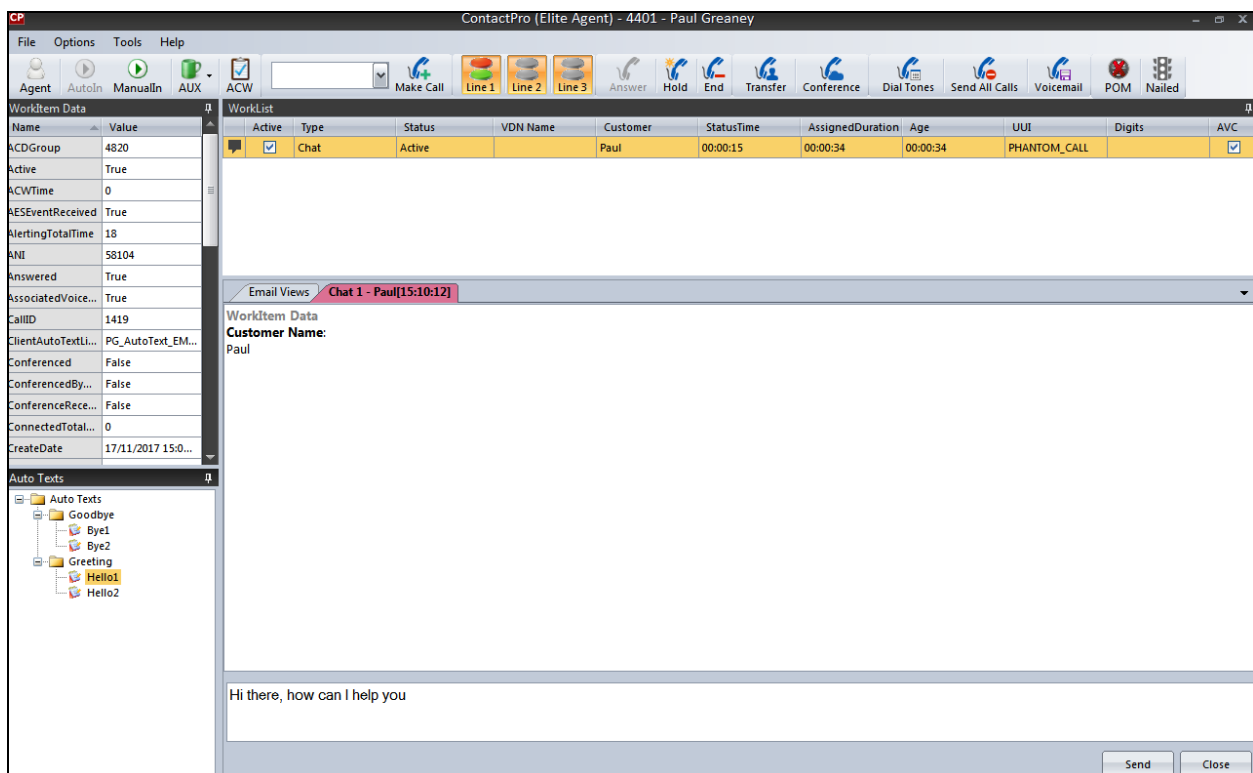 CP ContactPro (Elite Agent) - 4401 - Paul Greaney
File Options Tools Help
Agent AutoIn ManualIn AUX ACW Make Call Line 1 Line 2 Line 3 Answer Hold End Transfer Conference Dial Tones Send All Calls Voicemail POM Nailed
WorkItem Data
Name Value
ACDGroup 4820
Active True
ACWTime 0
AESEventReceived True
AlertingTotalTime 18
ANI 58104
Answered True
AssociatedVoice... True
CallID 1419
ClientAutoTextLi... PG_AutoText_EM...
Conferenced False
ConferencedBy... False
ConferenceRece... False
ConnectedTotal... 0
CreateDate 17/11/2017 15:0...
Auto Texts
Auto Texts
Goodbye
Bye1
Bye2
Greeting
Hello1
Hello2
WorkList
Active Type Status VDN Name Customer StatusTime AssignedDuration Age UUI Digits AVC
Chat Active Paul 00:00:15 00:00:34 00:00:34 PHANTOM_CALL
Email Views Chat 1 - Paul[15:10:12]
WorkItem Data
Customer Name:
Paul
Hi there, how can I help you
Send Close